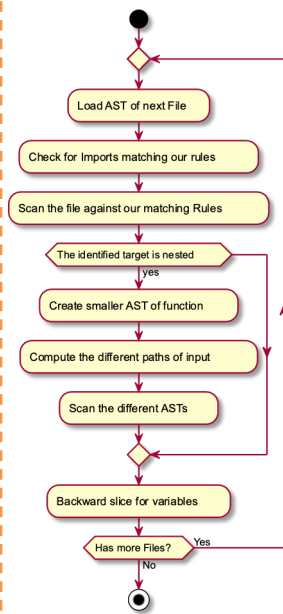 Load AST of next File
Check for Imports matching our rules
Scan the file against our matching Rules
The identified target is nested
yes
Create smaller AST of function
Compute the different paths of input
Scan the different ASTs
Backward slice for variables
Has more Files?
Yes
No